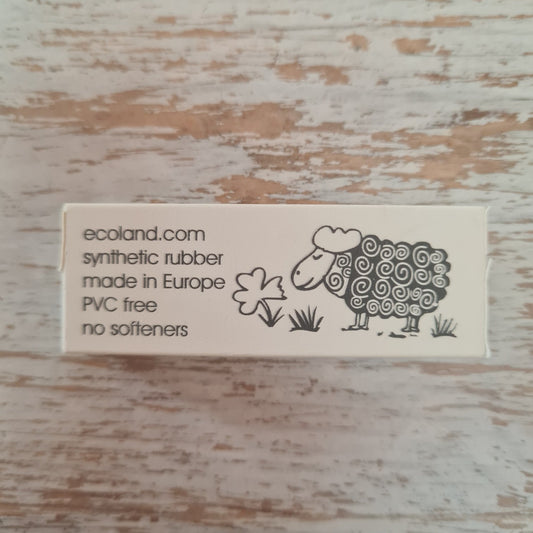 ecoland.com
synthetic rubber
made in Europe
PVC free
no softeners